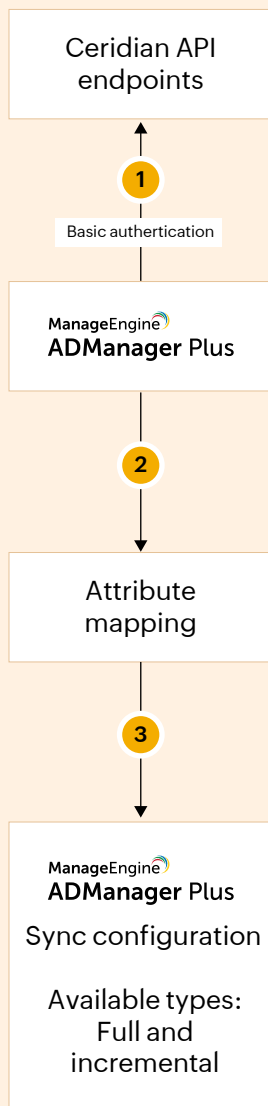 Ceridian API
endpoints
1
Basic authertication
ManageEngine
ADManager Plus
2
Attribute
mapping
3
ManageEngine
ADManager Plus
Sync configuration
Available types:
Full and
incremental